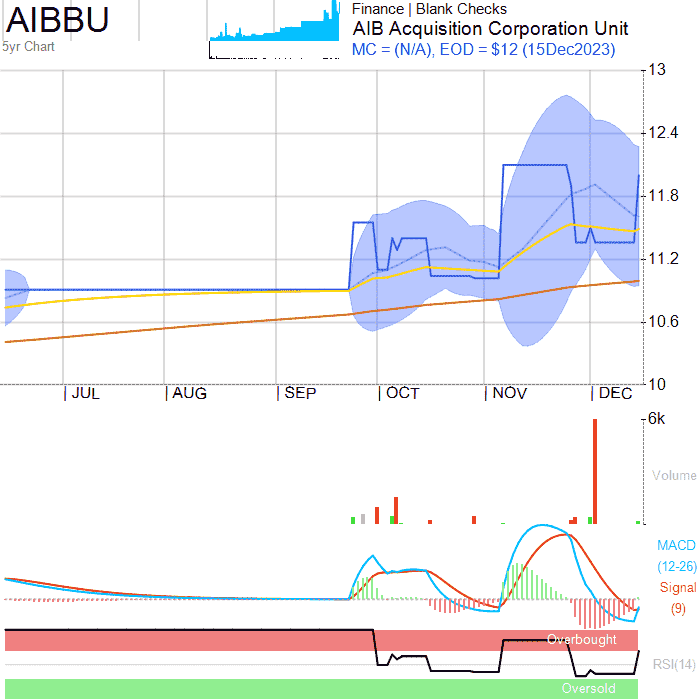 AIBBU
5yr Chart
Finance | Blank Checks
AIB Acquisition Corporation Unit
MC = (N/A), EOD = $12 (15Dec2023)
13
12.4
11.8
11.2
10.6
10
JUL
AUG
SEP
OCT
NOV
DEC
6k
Volume
MACD
(12-26)
Signal
(9)
Overbought
RSI(14)
Oversold